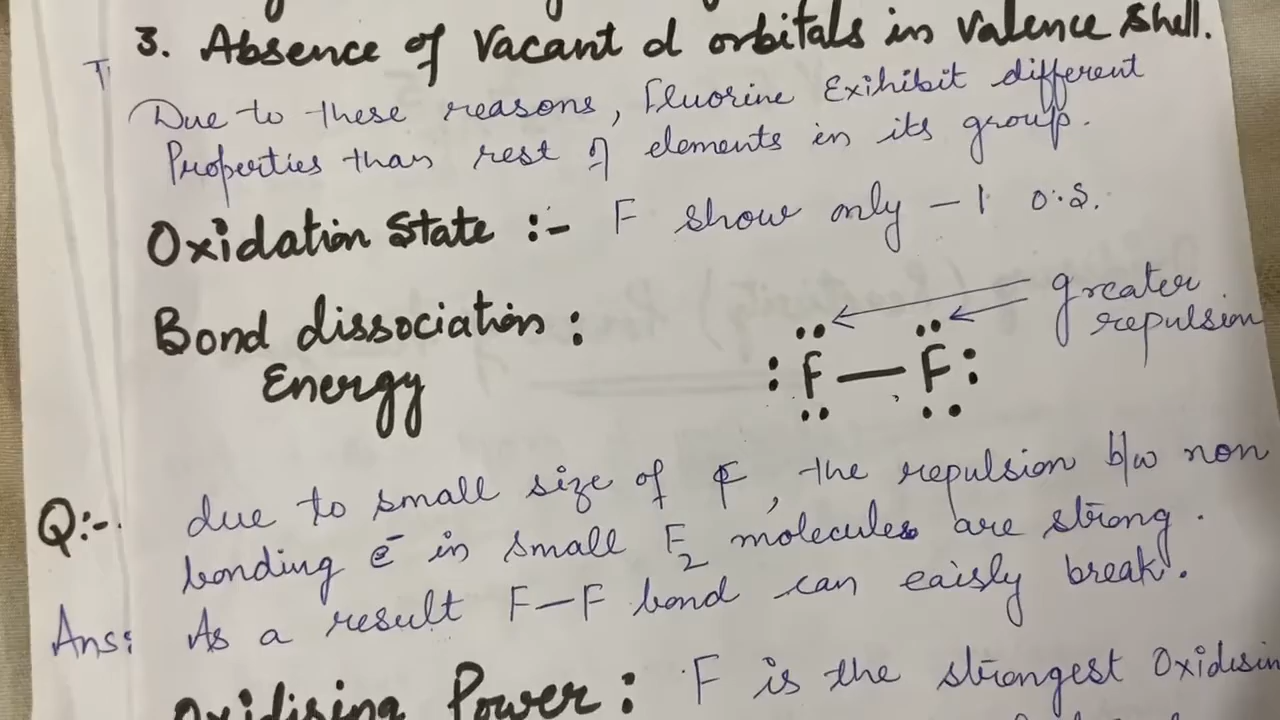 3. Absence of Vacant d orbitals in Valence Shell.
Due to these reasons, Fluorine Exihibit different
Properties than rest of elements in its group.
Oxidation State :- F show only -1 o.s.
Bond dissociation :
Energy
greater
repulsion
:F — F:
Q:- due to small size of F, the repulsion b/w non
bonding e⁻ in small F₂ molecules are strong.
Ans: As a result F-F bond can eaisly break.
Oxidising Power: F is the strongest Oxidisin